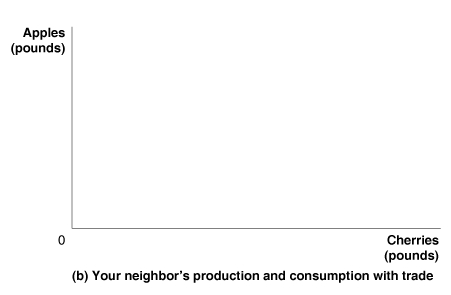 Apples
(pounds)
0
Cherries
(pounds)
(b) Your neighbor's production and consumption with trade